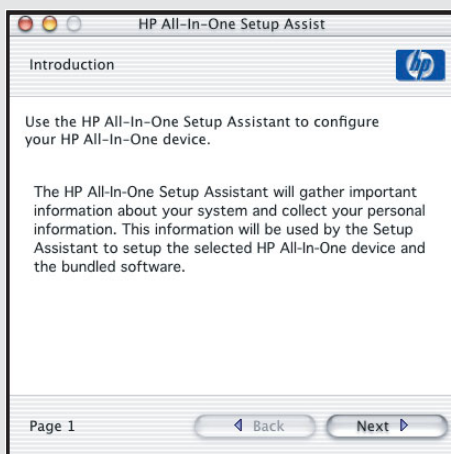 HP All-In-One Setup Assist
Introduction
hp
Use the HP All-In-One Setup Assistant to configure
your HP All-In-One device.
The HP All-In-One Setup Assistant will gather important
information about your system and collect your personal
information. This information will be used by the Setup
Assistant to setup the selected HP All-In-One device and
the bundled software.
Page 1
Back
Next